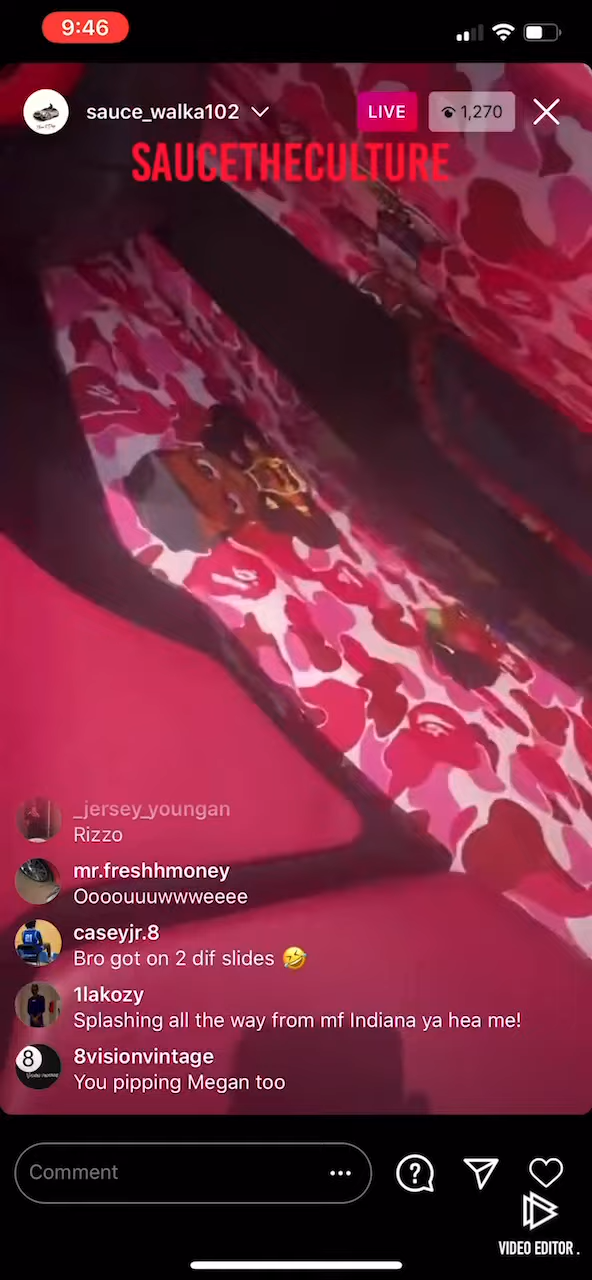 9:46
sauce_walka102
LIVE
1,270
SAUCETHECULTURE
_jersey_youngan
Rizzo
mr.freshhmoney
Oooouuuwwweeee
caseyjr.8
Bro got on 2 dif slides 🤣
1lakozy
Splashing all the way from mf Indiana ya hea me!
8visionvintage
You pipping Megan too
Comment
VIDEO EDITOR .